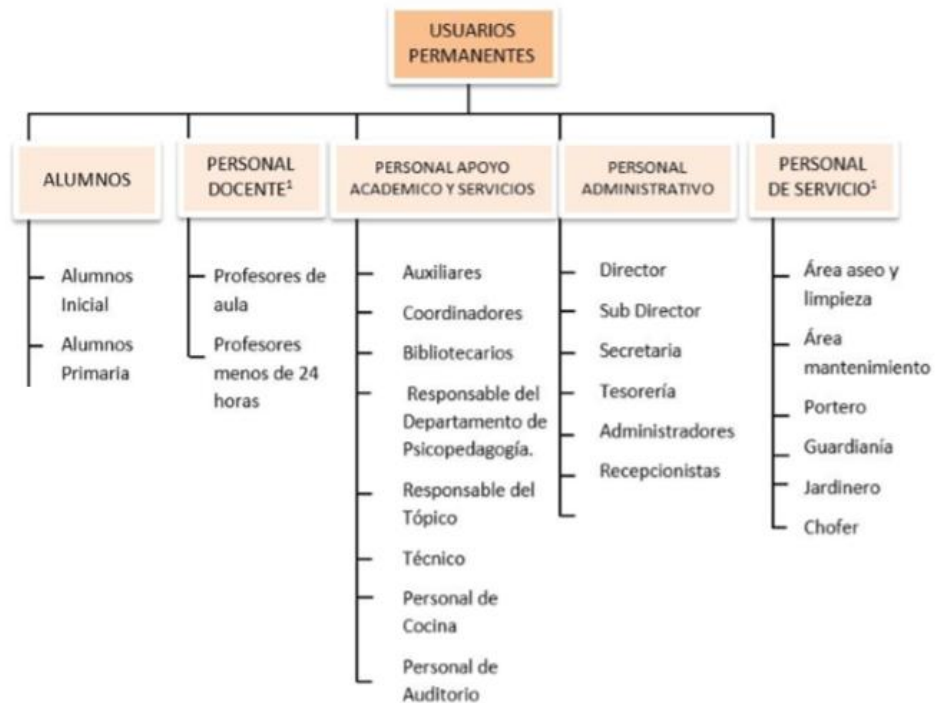 USUARIOS
PERMANENTES
ALUMNOS
Alumnos
Inicial
Alumnos
Primaria
PERSONAL
DOCENTE¹
Profesores de
aula
Profesores
menos de 24
horas
PERSONAL APOYO
ACADEMICO Y SERVICIOS
Auxiliares
Coordinadores
Bibliotecarios
Responsable del
Departamento de
Psicopedagogía.
Responsable del
Tópico
Técnico
Personal de
Cocina
Personal de
Auditorio
PERSONAL
ADMINISTRATIVO
Director
Sub Director
Secretaria
Tesorería
Administradores
Recepcionistas
PERSONAL
DE SERVICIO¹
Área aseo y
limpieza
Área
mantenimiento
Portero
Guardianía
Jardinero
Chofer